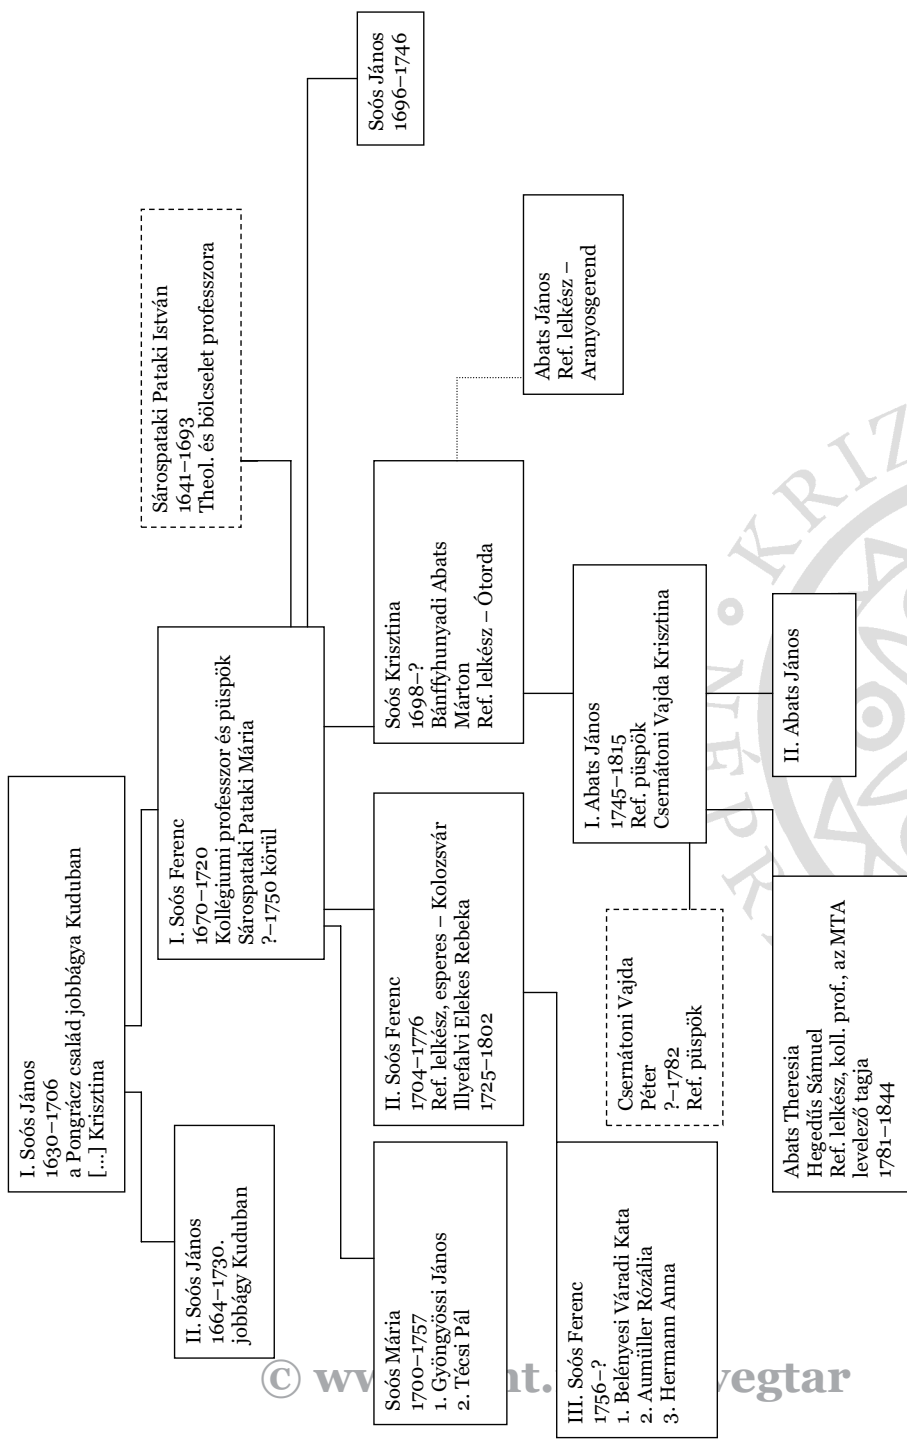 I. Soós János
1630–1706
a Pongrácz család jobbágya Kuduban
[...] Krisztina
II. Soós János
1664–1730.
jobbágy Kuduban
I. Soós Ferenc
1670–1720
Kollégiumi professzor és püspök
Sárospataki Pataki Mária
?–1750 körül
Sárospataki Pataki István
1641–1693
Theol. és bölcselet professzora
Soós Mária
1700–1757
1. Gyöngyössi János
2. Técsi Pál
II. Soós Ferenc
1704–1776
Ref. lelkész, esperes – Kolozsvár
Illyefalvi Elekes Rebeka
1725–1802
Soós Krisztina
1698–?
Bánffyhunyadi Abats
Márton
Ref. lelkész – Ótorda
Soós János
1696–1746
III. Soós Ferenc
1756–?
1. Belényesi Váradi Kata
2. Aumüller Rózália
3. Hermann Anna
Csernátoni Vajda
Péter
?–1782
Ref. püspök
I. Abats János
1745–1815
Ref. püspök
Csernátoni Vajda Krisztina
Abats János
Ref. lelkész –
Aranyosgerend
Abats Theresia
Hegedűs Sámuel
Ref. lelkész, koll. prof., az MTA
levelező tagja
1781–1844
II. Abats János